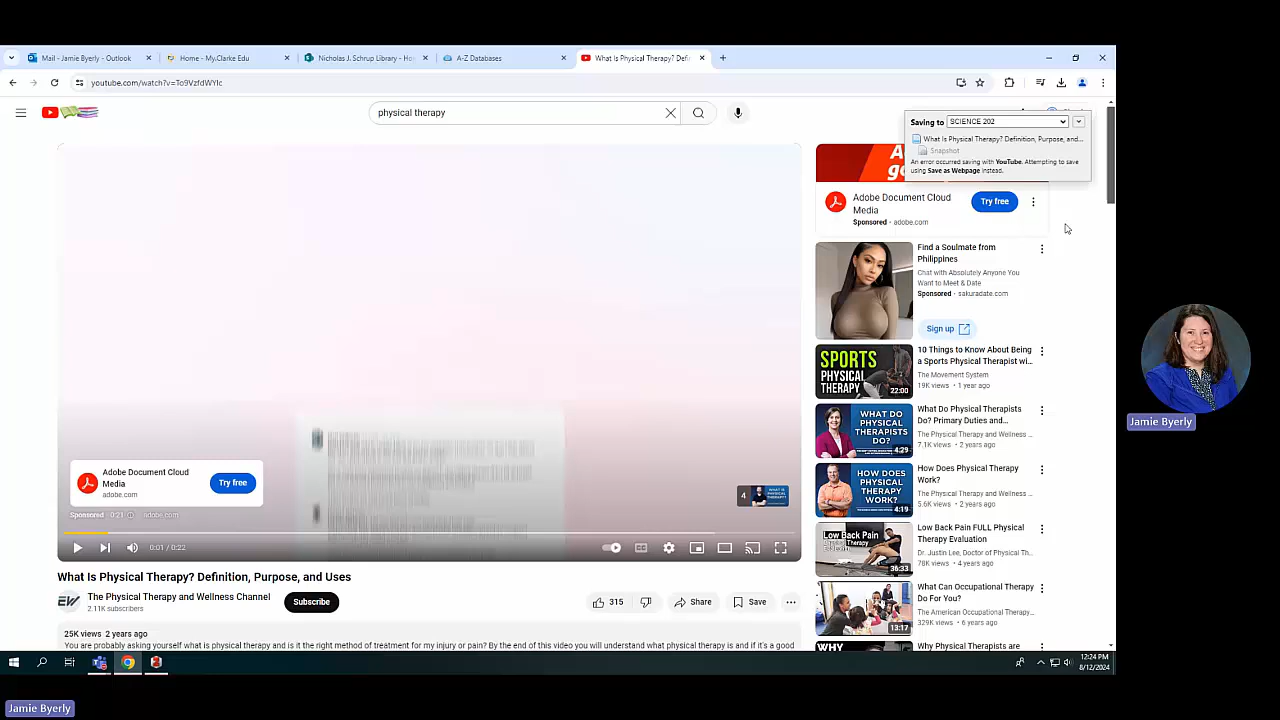 Mail - Jamie Byerly - Outlook
Home - My.Clarke Edu
Nicholas J. Schrup Library - Ho
A-Z Databases
What Is Physical Therapy? Defi
youtube.com/watch?v=To9VzfdWYIc
physical therapy
Saving to
SCIENCE 202
What Is Physical Therapy? Definition, Purpose, and...
Snapshot
An error occurred saving with YouTube. Attempting to save
using Save as Webpage instead.
Adobe Document Cloud
Media
Sponsored · adobe.com
Try free
Find a Soulmate from
Philippines
Chat with Absolutely Anyone You
Want to Meet & Date
Sponsored · sakuradate.com
Sign up
SPORTS
PHYSICAL
THERAPY
22:00
10 Things to Know About Being
a Sports Physical Therapist wi...
The Movement System
19K views · 1 year ago
WHAT DO
PHYSICAL
THERAPISTS
DO?
4:29
What Do Physical Therapists
Do? Primary Duties and...
The Physical Therapy and Wellness ...
7.1K views · 2 years ago
HOW DOES
PHYSICAL
THERAPY
WORK?
4:19
How Does Physical Therapy
Work?
The Physical Therapy and Wellness ...
5.6K views · 2 years ago
Low Back Pain
36:33
Low Back Pain FULL Physical
Therapy Evaluation
Dr. Justin Lee, Doctor of Physical Th...
78K views · 4 years ago
13:17
What Can Occupational Therapy
Do For You?
The American Occupational Therapy...
329K views · 6 years ago
WHY
Why Physical Therapists are
Adobe Document Cloud
Media
adobe.com
Try free
Sponsored · 0:21
adobe.com
4
0:01 / 0:22
What Is Physical Therapy? Definition, Purpose, and Uses
The Physical Therapy and Wellness Channel
2.11K subscribers
Subscribe
315
Share
Save
25K views 2 years ago
You are probably asking yourself what is physical therapy and is it the right method of treatment for my injury or pain? By the end of this video you will understand what physical therapy is and if it's a good
12:24 PM
8/12/2024
Jamie Byerly
Jamie Byerly